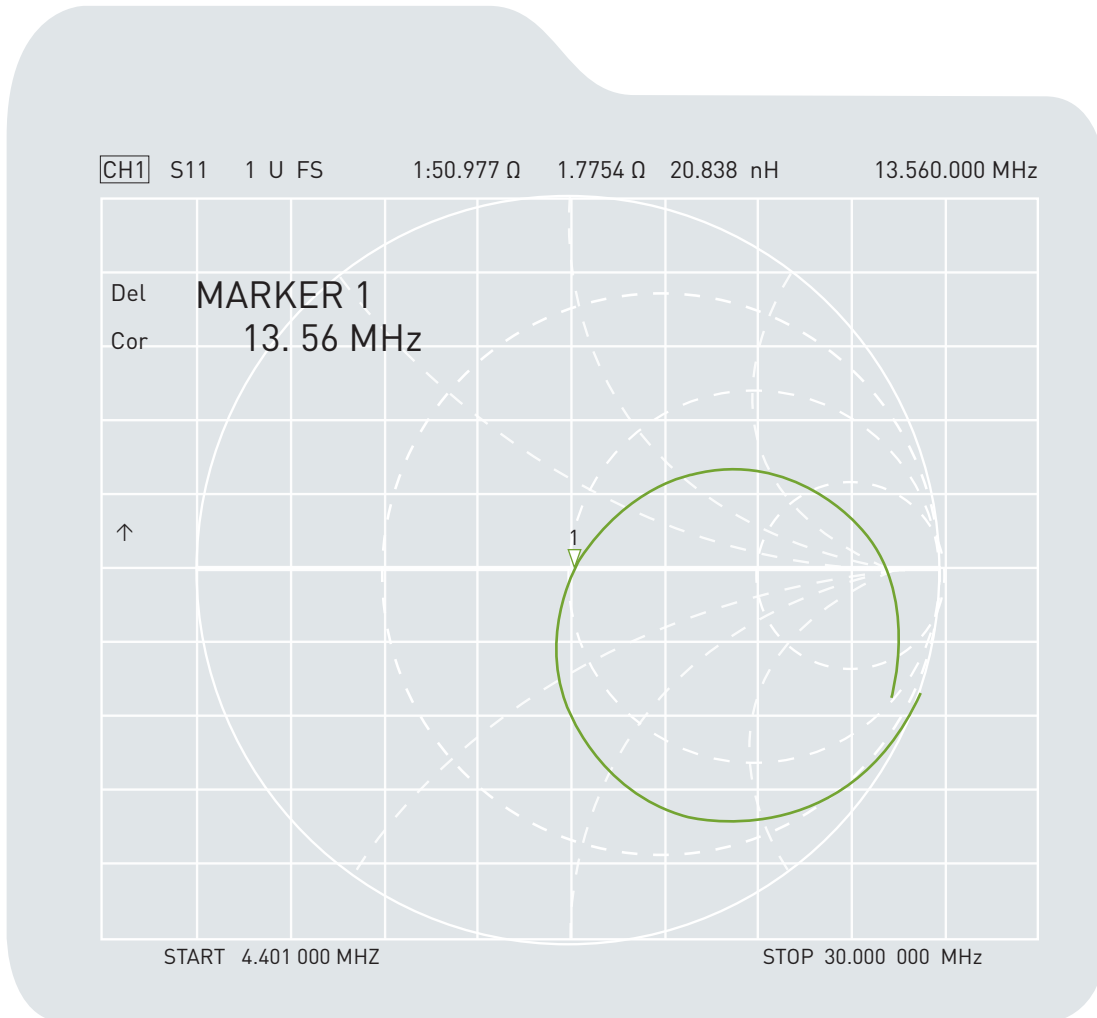 CH1 S11 1 U FS 1:50.977 Ω 1.7754 Ω 20.838 nH 13.560.000 MHz
Del MARKER 1
Cor 13. 56 MHz
↑
1
START 4.401 000 MHZ STOP 30.000 000 MHz